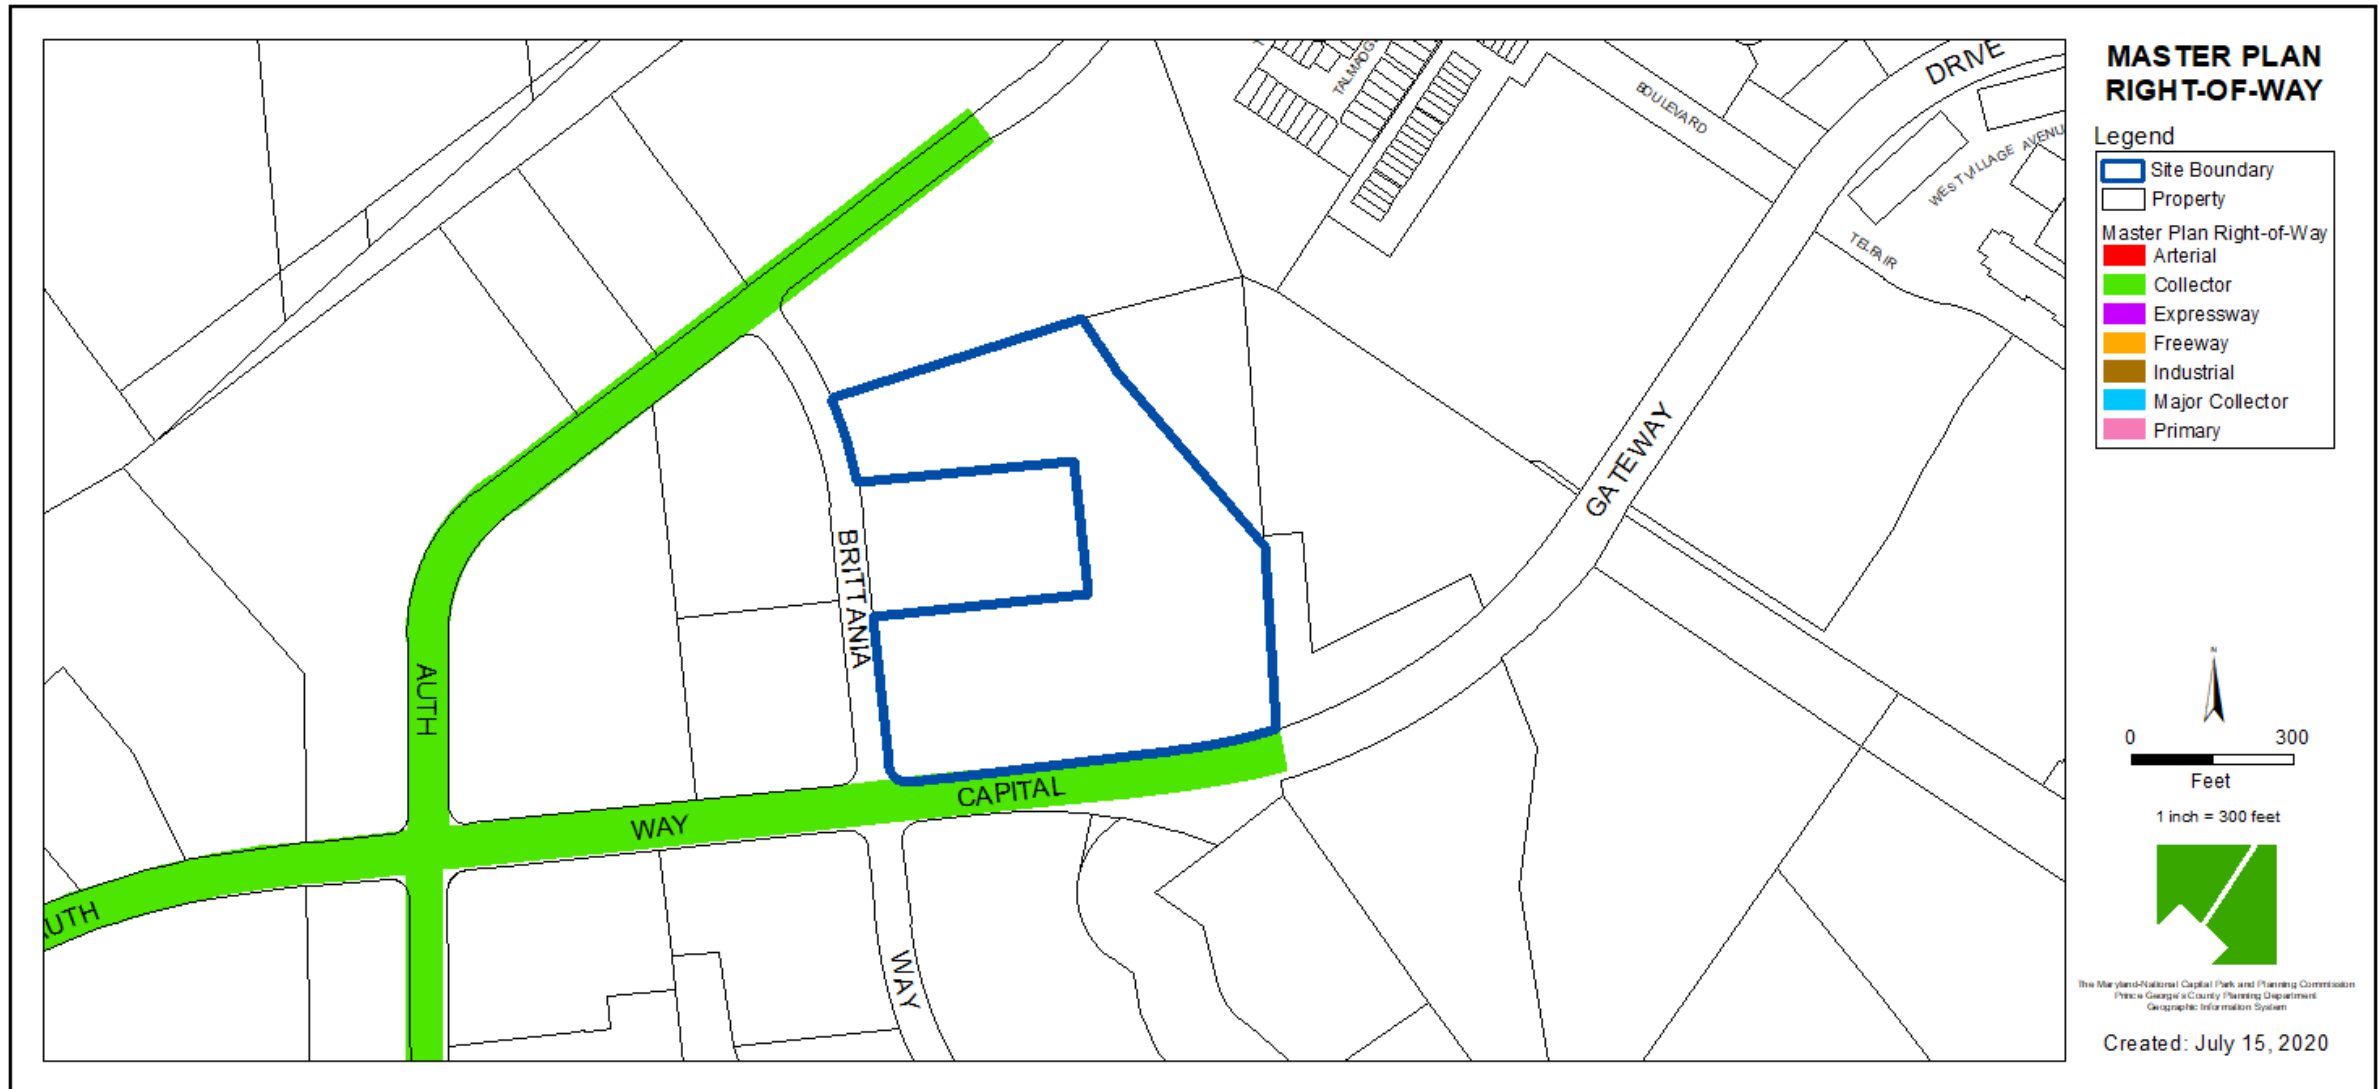 MASTER PLAN
RIGHT-OF-WAY
Legend
Site Boundary
Property
Master Plan Right-of-Way
Arterial
Collector
Expressway
Freeway
Industrial
Major Collector
Primary
DRIVE
BOULEVARD
WEST VILLAGE AVENU
TELFAIR
GATEWAY
BRITTANIA
AUTH
CAPITAL
WAY
UTH
WAY
N
0 300
Feet
1 inch = 300 feet
The Maryland-National Capital Park and Planning Commission
Prince George's County Planning Department
Geographic Information System
Created: July 15, 2020